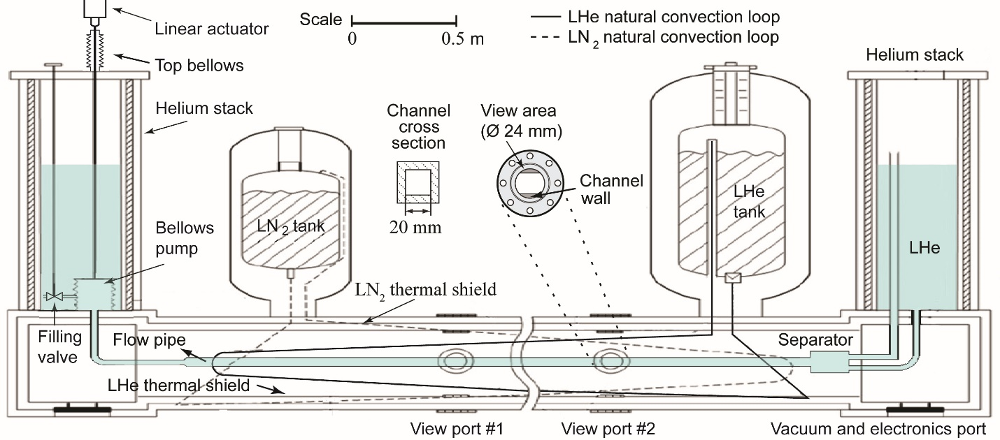 Linear actuator
Top bellows
Helium stack
Bellows
pump
Filling
valve
Flow pipe
LHe thermal shield
Scale
0
0.5 m
LHe natural convection loop
LN2 natural convection loop
Channel
cross
section
20 mm
View area
(Ø 24 mm)
Channel
wall
LN2 tank
LN2 thermal shield
LHe
tank
Helium stack
LHe
Separator
View port #1
View port #2
Vacuum and electronics port